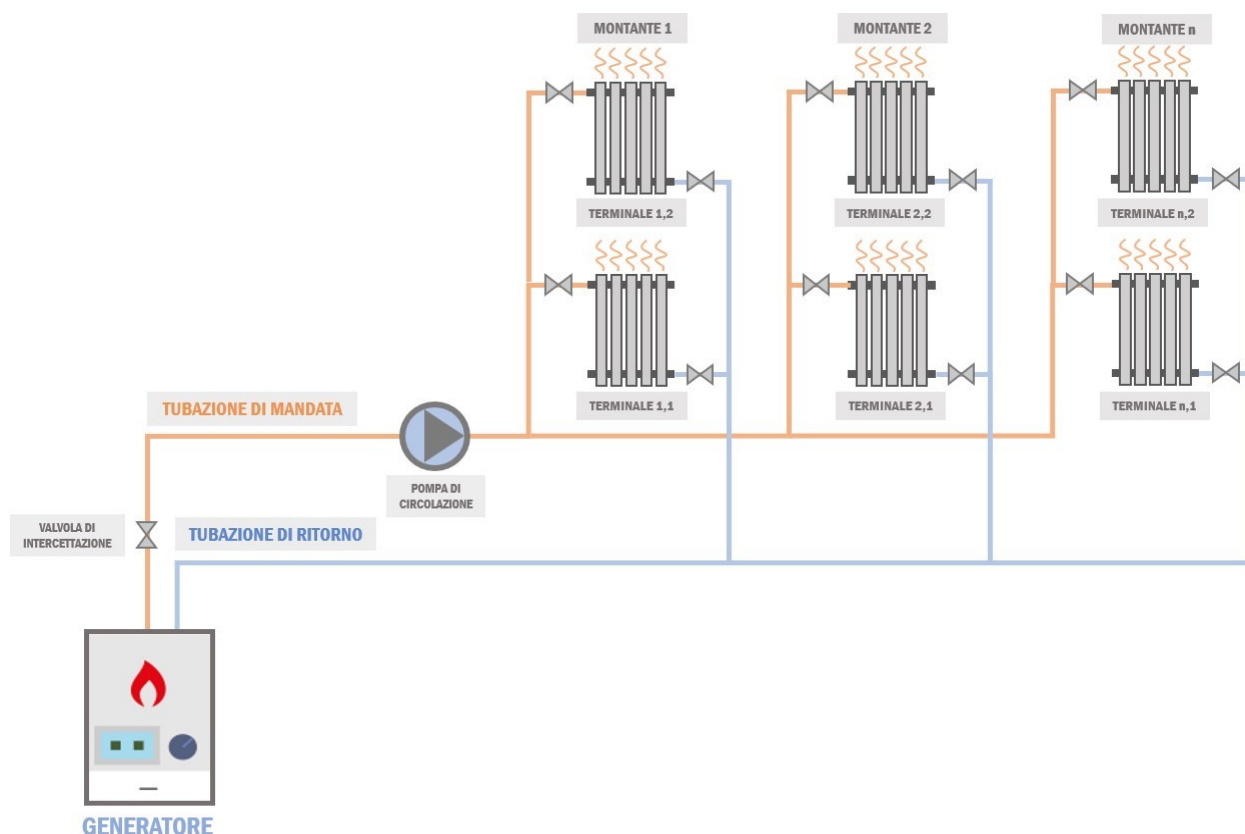 MONTANTE 1
MONTANTE 2
MONTANTE n
TERMINALE 1,2
TERMINALE 2,2
TERMINALE n,2
TERMINALE 1,1
TERMINALE 2,1
TERMINALE n,1
TUBAZIONE DI MANDATA
POMPA DI
CIRCOLAZIONE
VALVOLA DI
INTERCETTAZIONE
TUBAZIONE DI RITORNO
GENERATORE